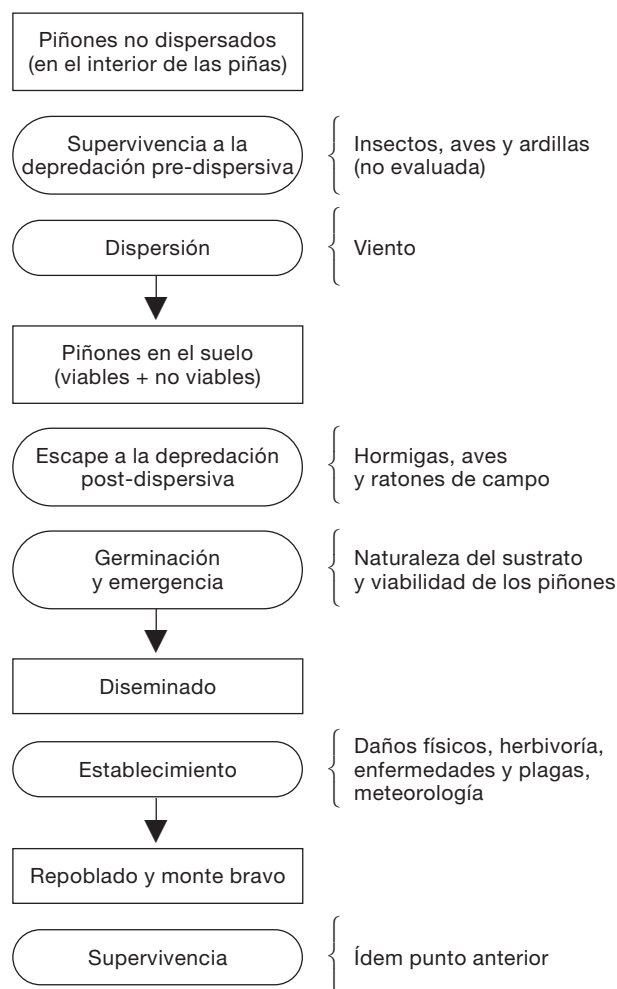 Piñones no dispersados
(en el interior de las piñas)
Supervivencia a la
depredación pre-dispersiva
Insectos, aves y ardillas
(no evaluada)
Dispersión
Viento
Piñones en el suelo
(viables + no viables)
Escape a la depredación
post-dispersiva
Hormigas, aves
y ratones de campo
Germinación
y emergencia
Naturaleza del sustrato
y viabilidad de los piñones
Diseminado
Establecimiento
Daños físicos, herbivoría,
enfermedades y plagas,
meteorología
Repoblado y monte bravo
Supervivencia
Ídem punto anterior